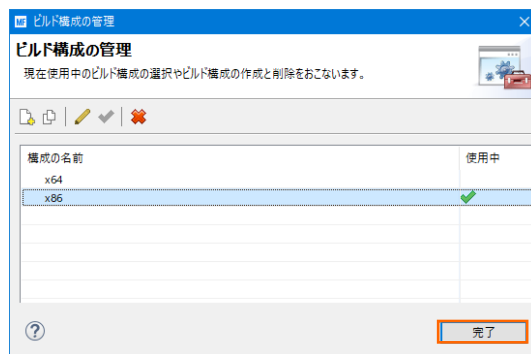 MF ビルド構成の管理
ビルド構成の管理
現在使用中のビルド構成の選択やビルド構成の作成と削除をおこないます。
構成の名前 使用中
x64
x86
完了